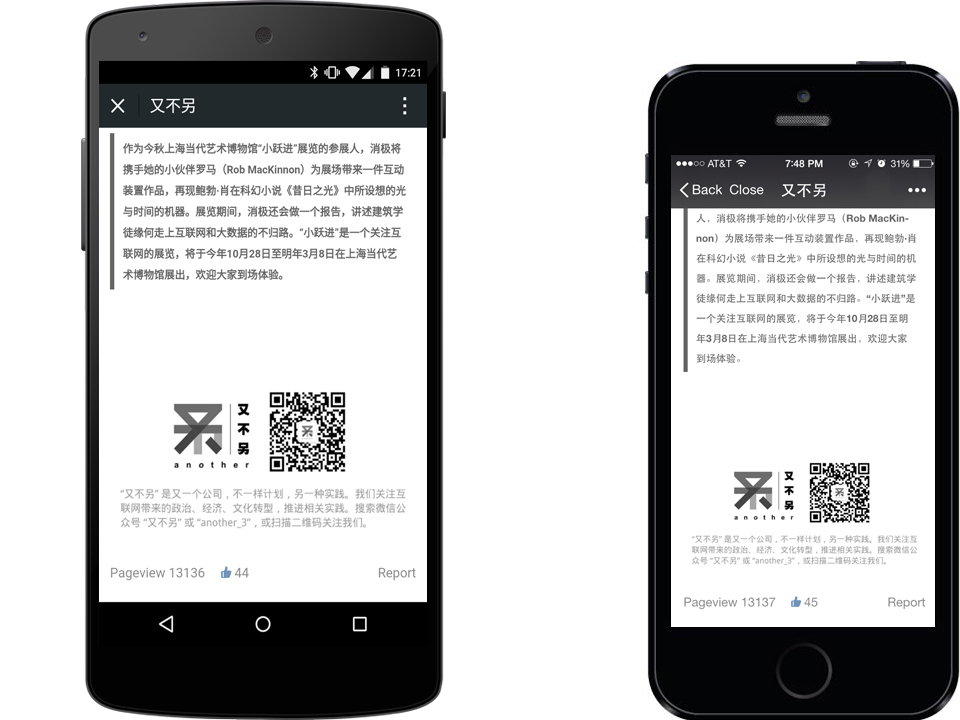 17:21
又不另
作为今秋上海当代艺术博物馆“小跃进”展览的参展人，消极将
携手她的小伙伴罗马（Rob MacKinnon）为展场带来一件互动
装置作品，再现鲍勃·肖在科幻小说《昔日之光》中所设想的光
与时间的机器。展览期间，消极还会做一个报告，讲述建筑学
徒缘何走上互联网和大数据的不归路。“小跃进”是一个关注互
联网的展览，将于今年10月28日至明年3月8日在上海当代艺
术博物馆展出，欢迎大家到场体验。
又不另
another
“又不另” 是又一个公司，不一样计划，另一种实践。我们关注互
联网带来的政治、经济、文化转型，推进相关实践。搜索微信公
众号 “又不另” 或 “another_3”，或扫描二维码关注我们。
Pageview 13136 44 Report
AT&T 7:48 PM 31%
Back Close 又不另
人，消极将携手她的小伙伴罗马（Rob MacKin-
non）为展场带来一件互动装置作品，再现鲍勃·肖
在科幻小说《昔日之光》中所设想的光与时间的机
器。展览期间，消极还会做一个报告，讲述建筑学
徒缘何走上互联网和大数据的不归路。“小跃进”是
一个关注互联网的展览，将于今年10月28日至明
年3月8日在上海当代艺术博物馆展出，欢迎大家
到场体验。
又不另
another
“又不另” 是又一个公司，不一样计划，另一种实践。我们关注互
联网带来的政治、经济、文化转型，推进相关实践。搜索微信公
众号 “又不另” 或 “another_3”，或扫描二维码关注我们。
Pageview 13137 45 Report